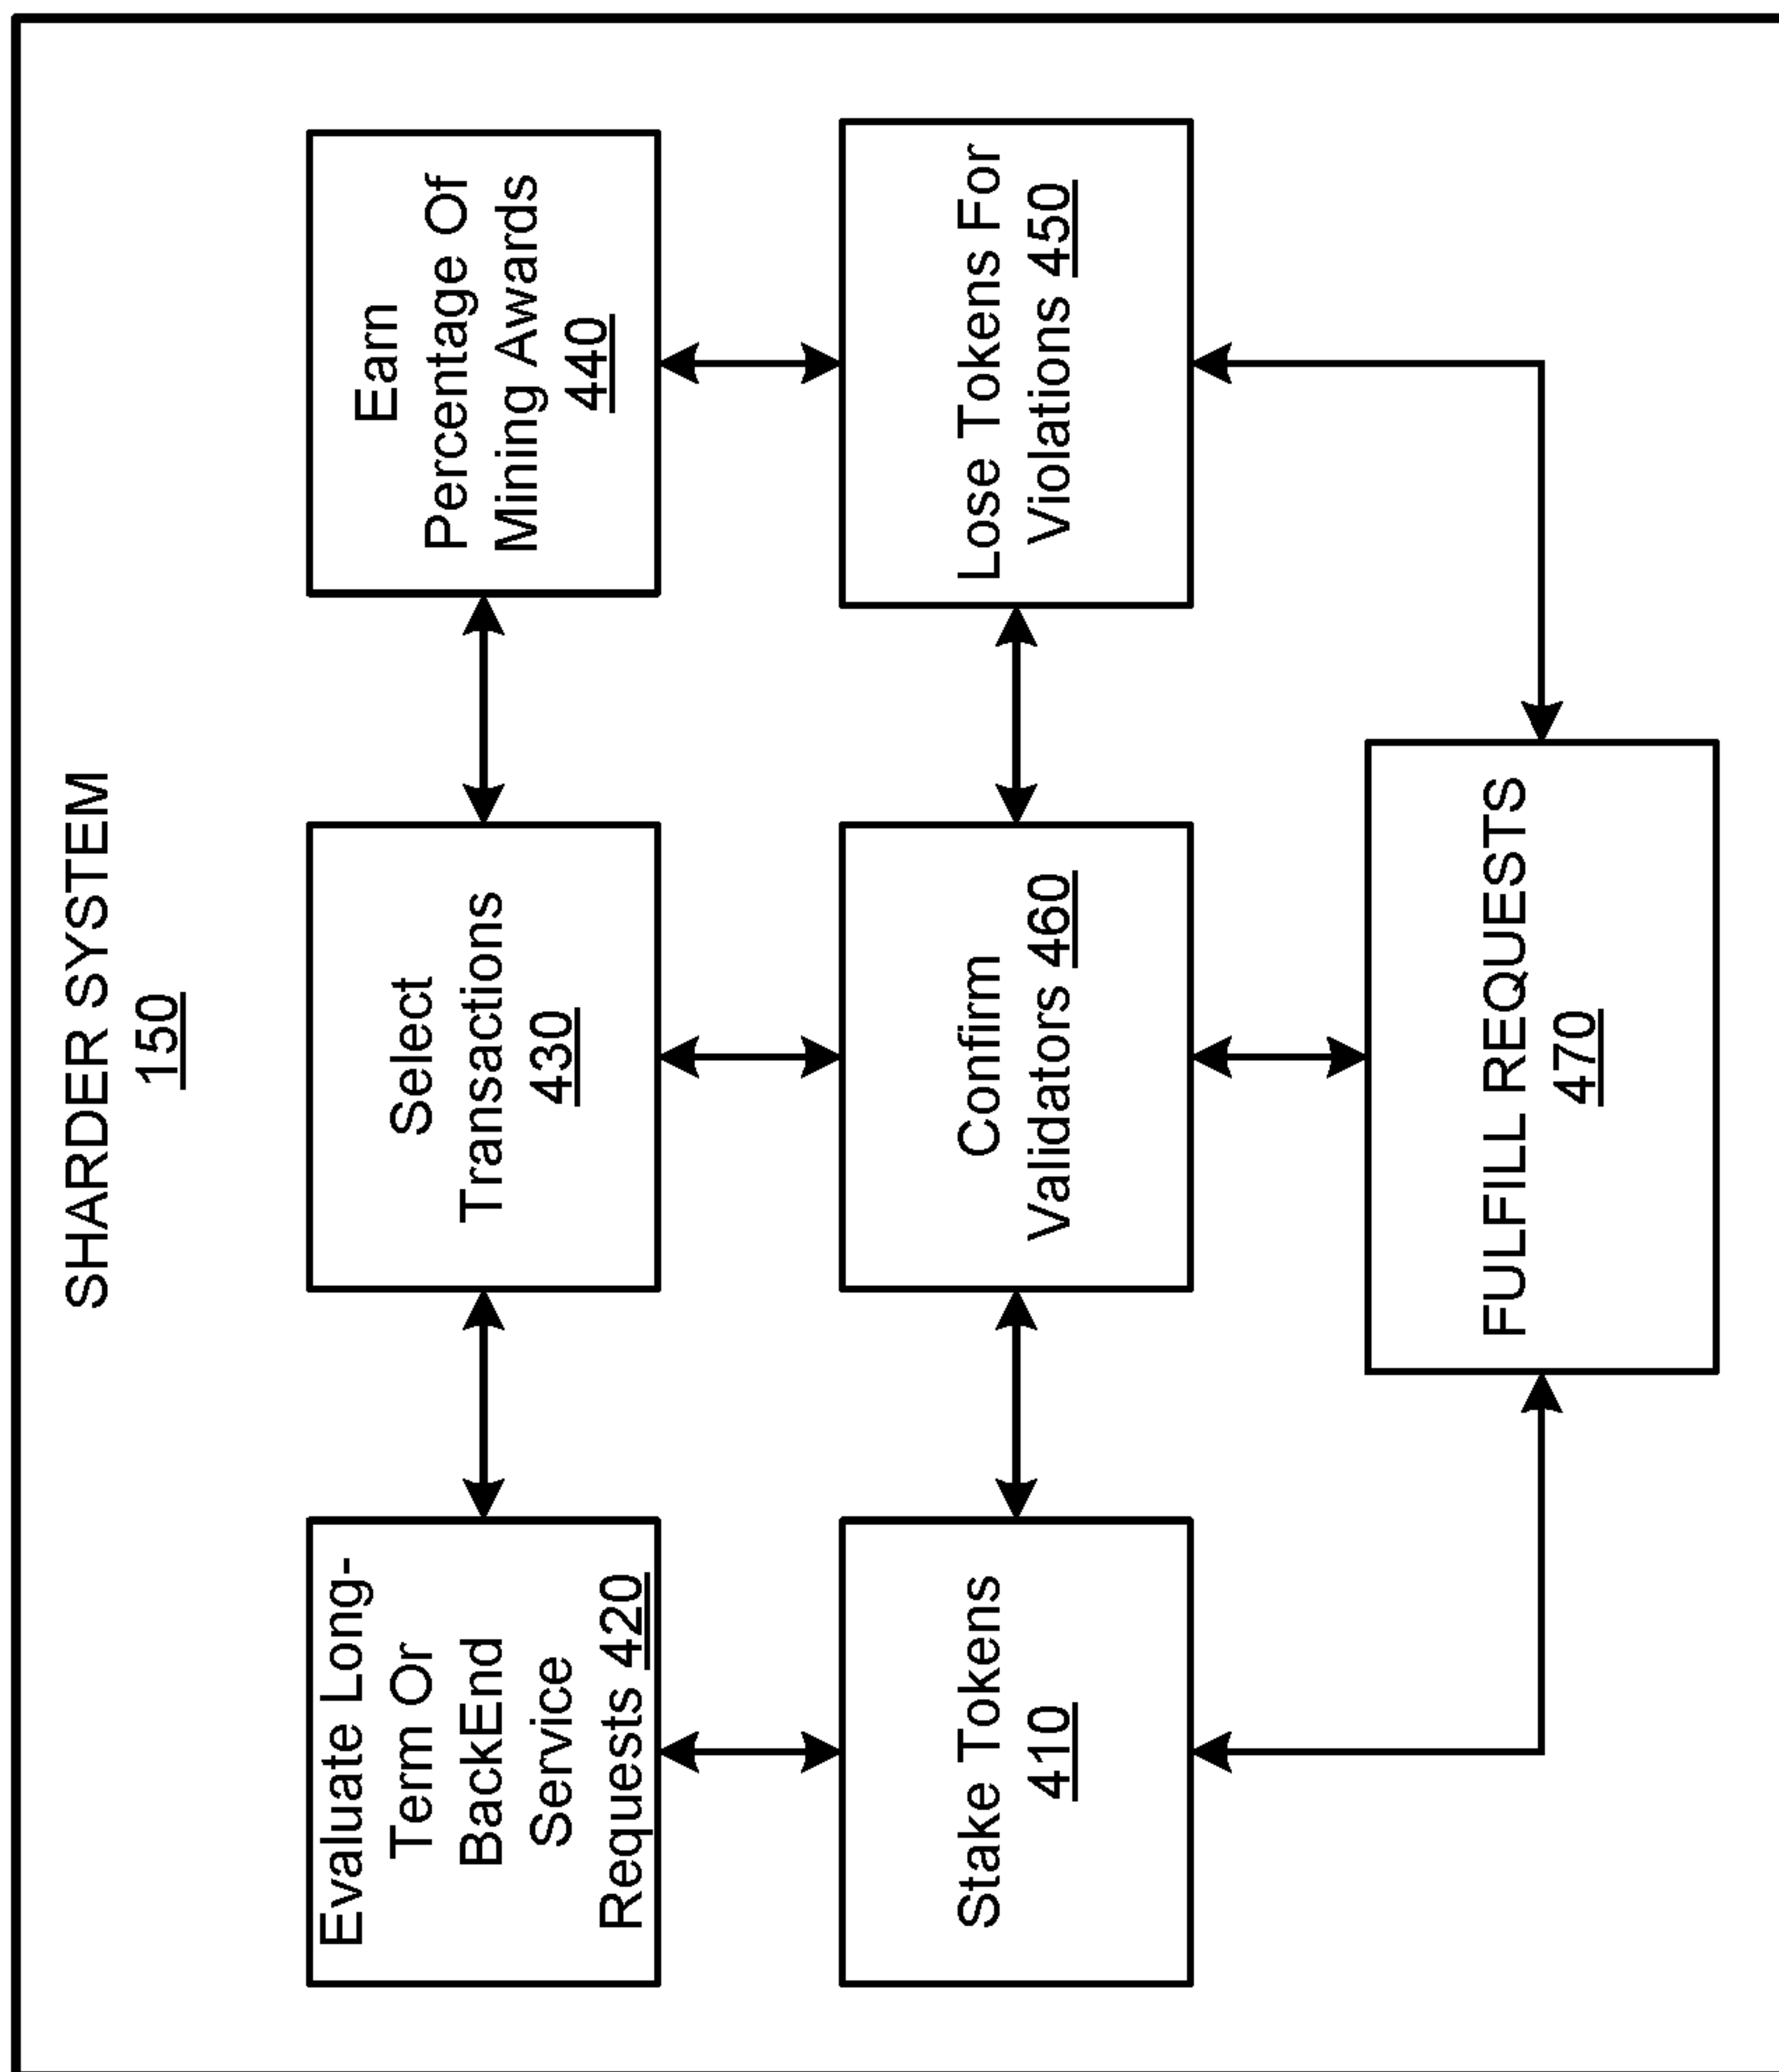 SHARDER SYSTEM
150
Evaluate Long-
Term Or
BackEnd
Service
Requests 420
Select
Transactions
430
Earn
Percentage Of
Mining Awards
440
Stake Tokens
410
Confirm
Validators 460
Lose Tokens For
Violations 450
FULFILL REQUESTS
470